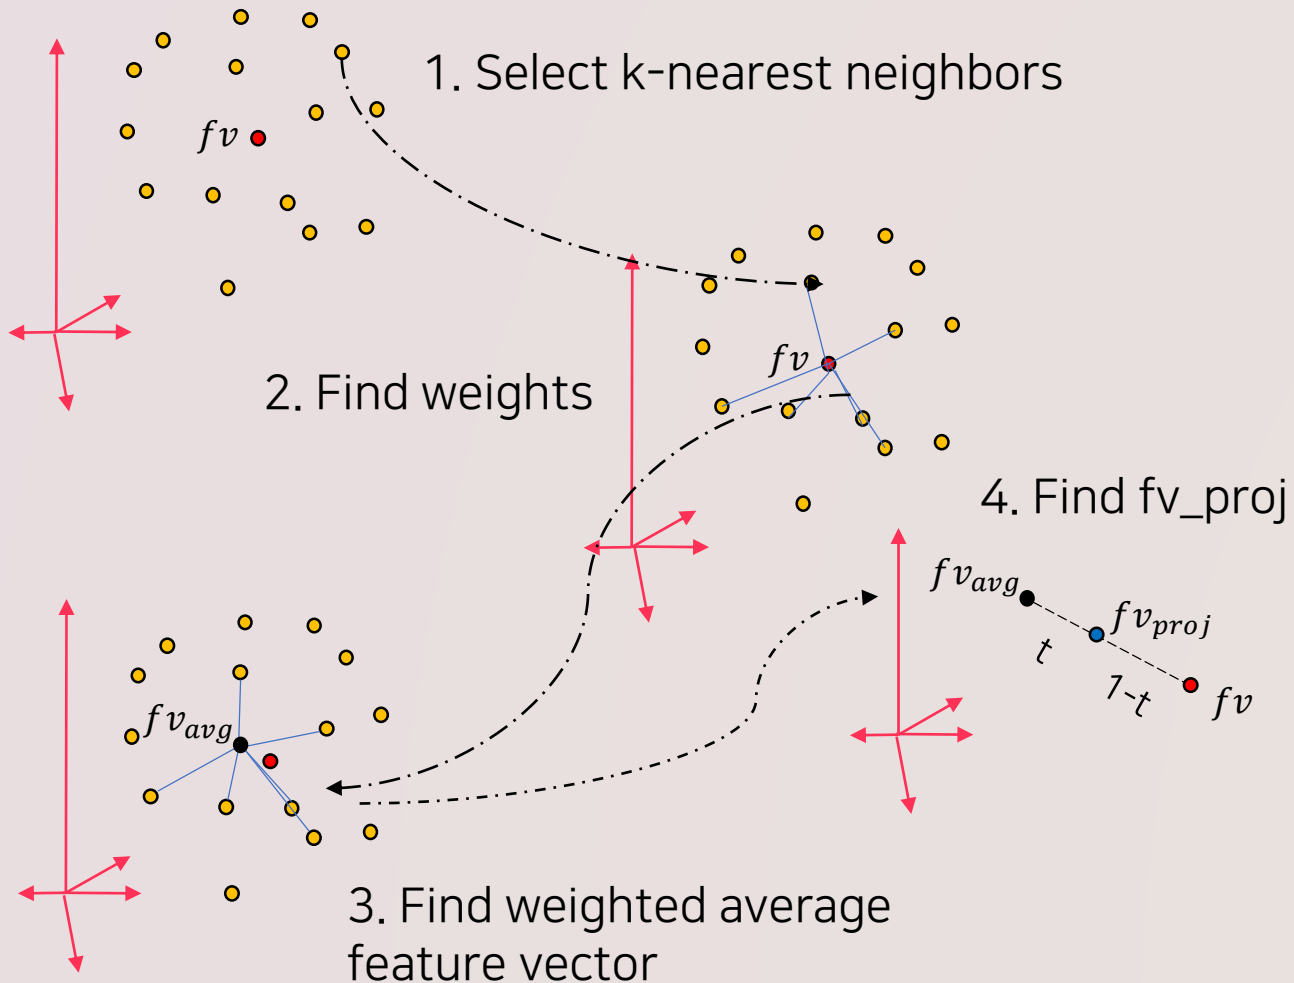 1. Select k-nearest neighbors
fv
2. Find weights
fv
4. Find fv_proj
fv_avg
fv_proj
t
1-t
fv
fv_avg
3. Find weighted average
feature vector